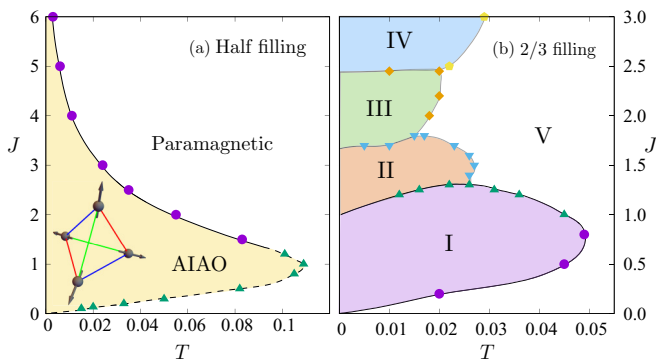 (a) Half filling
Paramagnetic
AIAO
J
6
5
4
3
2
1
0
0
0.02
0.04
0.06
0.08
0.1
T
(b) 2/3 filling
IV
III
II
I
V
J
3.0
2.5
2.0
1.5
1.0
0.5
0.0
0
0.01
0.02
0.03
0.04
0.05
T